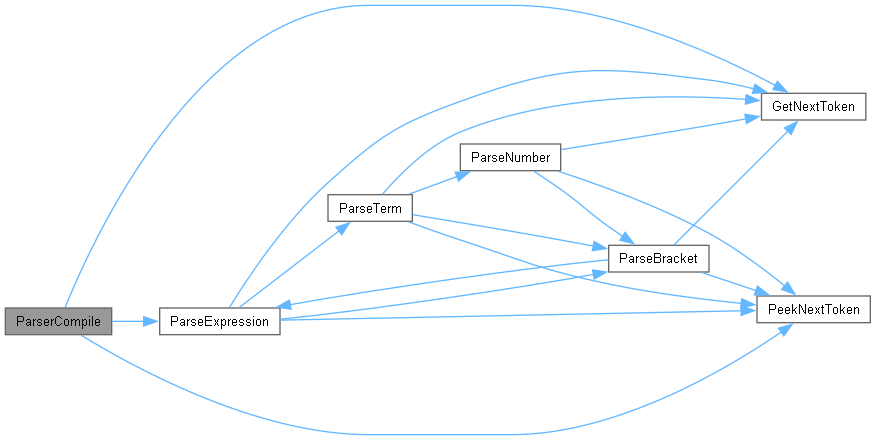 GetNextToken
ParseNumber
ParseTerm
ParseBracket
PeekNextToken
ParserCompile
ParseExpression